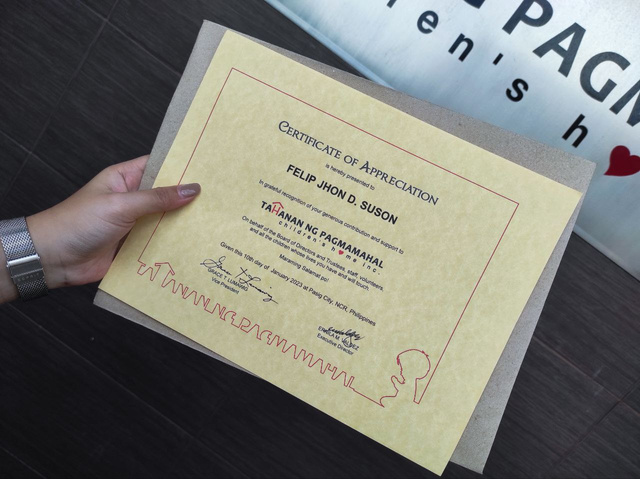 PAGM
en's h
CERTIFICATE OF APPRECIATION
is hereby presented to
FELIP JHON D. SUSON
In grateful recognition of your generous contribution and support to
TAHANAN NG PAGMAMAHAL
children's home inc.
On behalf of the Board of Directors and Trustees, staff volunteers,
and all the children whose lives you have and will touch.
Maraming Salamat po!
Given this 10th day of January 2023 at Pasig City, NCR, Philippines
GRACE T. LUMANOG
Vice President
Executive Director
TAHANAN NG PAGMAMAHAL